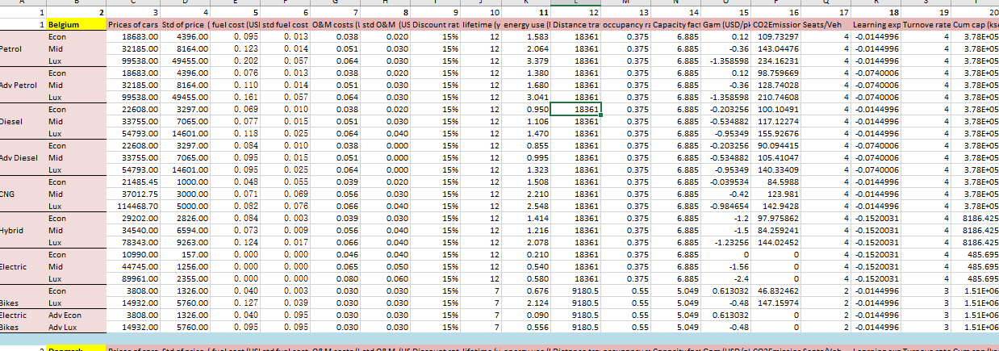 1 2 3 4 5 6 7 8 9 10 11 12 13 14 15 16 17 18 19 20
1 Belgium Prices of cars Std of price ( fuel cost (US std fuel cost O&M costs ( std O&M (US Discount rat lifetime (y energy use ( Distance tra occupancy ra Capacity fact Gam (USD/p CO2Emission Seats/Veh Learning exp Turnove rate Cum cap (kse
Econ 18683.00 4396.00 0.095 0.013 0.038 0.020 15% 12 1.583 18361 0.375 6.885 0.12 109.73297 4 -0.0144996 4 3.78E+05
Petrol Mid 32185.00 8164.00 0.123 0.014 0.051 0.030 15% 12 2.064 18361 0.375 6.885 -0.36 143.04476 4 -0.0144996 4 3.78E+05
Lux 99538.00 49455.00 0.202 0.057 0.064 0.030 15% 12 3.379 18361 0.375 6.885 -1.358598 234.16231 4 -0.0144996 4 3.78E+05
Econ 18683.00 4396.00 0.076 0.013 0.038 0.020 15% 12 1.380 18361 0.375 6.885 0.12 98.759669 4 -0.0740006 4 3.78E+05
Adv Petrol Mid 32185.00 8164.00 0.110 0.014 0.051 0.030 15% 12 1.680 18361 0.375 6.885 -0.36 128.74028 4 -0.0740006 4 3.78E+05
Lux 99538.00 49455.00 0.161 0.057 0.064 0.030 15% 12 3.041 18361 0.375 6.885 -1.358598 210.74608 4 -0.0740006 4 3.78E+05
Econ 22608.00 3297.00 0.069 0.010 0.038 0.020 15% 12 0.950 18361 0.375 6.885 -0.203256 100.10491 4 -0.0144996 4 3.78E+05
Diesel Mid 33755.00 7065.00 0.077 0.015 0.051 0.030 15% 12 1.106 18361 0.375 6.885 -0.534882 117.12274 4 -0.0144996 4 3.78E+05
Lux 54793.00 14601.00 0.118 0.025 0.064 0.040 15% 12 1.470 18361 0.375 6.885 -0.95349 155.92676 4 -0.0144996 4 3.78E+05
Econ 22608.00 3297.00 0.084 0.010 0.038 0.000 15% 12 0.855 18361 0.375 6.885 -0.203256 90.094415 4 -0.0740006 4 3.78E+05
Adv Diesel Mid 33755.00 7065.00 0.095 0.015 0.051 0.000 15% 12 0.995 18361 0.375 6.885 -0.534882 105.41047 4 -0.0740006 4 3.78E+05
Lux 54793.00 14601.00 0.095 0.025 0.064 0.000 15% 12 1.323 18361 0.375 6.885 -0.95349 140.33409 4 -0.0740006 4 3.78E+05
Econ 21485.45 1000.00 0.048 0.055 0.039 0.020 15% 12 1.508 18361 0.375 6.885 -0.039534 84.5988 4 -0.0144996 4 3.78E+05
CNG Mid 37012.75 3000.00 0.071 0.069 0.056 0.030 15% 12 2.210 18361 0.375 6.885 -0.42 123.981 4 -0.0144996 4 3.78E+05
Lux 114468.70 5000.00 0.082 0.076 0.066 0.040 15% 12 2.548 18361 0.375 6.885 -0.984654 142.9428 4 -0.0144996 4 3.78E+05
Econ 29202.00 2826.00 0.084 0.003 0.039 0.030 15% 12 1.414 18361 0.375 6.885 -1.2 97.975862 4 -0.1520031 4 8186.425
Hybrid Mid 34540.00 6594.00 0.073 0.009 0.056 0.040 15% 12 1.216 18361 0.375 6.885 -1.5 84.259241 4 -0.1520031 4 8186.425
Lux 78343.00 9263.00 0.124 0.017 0.066 0.040 15% 12 2.078 18361 0.375 6.885 -1.23256 144.02452 4 -0.1520031 4 8186.425
Econ 10990.00 157.00 0.000 0.000 0.046 0.040 15% 12 0.210 18361 0.375 6.885 0 0 4 -0.1520031 4 485.695
Electric Mid 44745.00 1256.00 0.000 0.000 0.065 0.050 15% 12 0.540 18361 0.375 6.885 -1.56 0 4 -0.1520031 4 485.695
Lux 89961.00 2355.00 0.000 0.000 0.080 0.060 15% 12 0.580 18361 0.375 6.885 -2.4 0 4 -0.1520031 4 485.695
Econ 3808.00 1326.00 0.040 0.003 0.030 0.030 15% 7 0.676 9180.5 0.55 5.049 0.613032 46.832462 2 -0.0144996 3 1.51E+06
Bikes Lux 14932.00 5760.00 0.127 0.039 0.030 0.030 15% 7 2.124 9180.5 0.55 5.049 -0.48 147.15974 2 -0.0144996 3 1.51E+06
Electric Adv Econ 3808.00 1326.00 0.040 0.095 0.030 0.030 15% 7 0.090 9180.5 0.55 5.049 0.613032 0 2 -0.0144996 3 1.51E+06
Bikes Adv Lux 14932.00 5760.00 0.095 0.095 0.030 0.030 15% 7 0.556 9180.5 0.55 5.049 -0.48 0 2 -0.0144996 3 1.51E+06